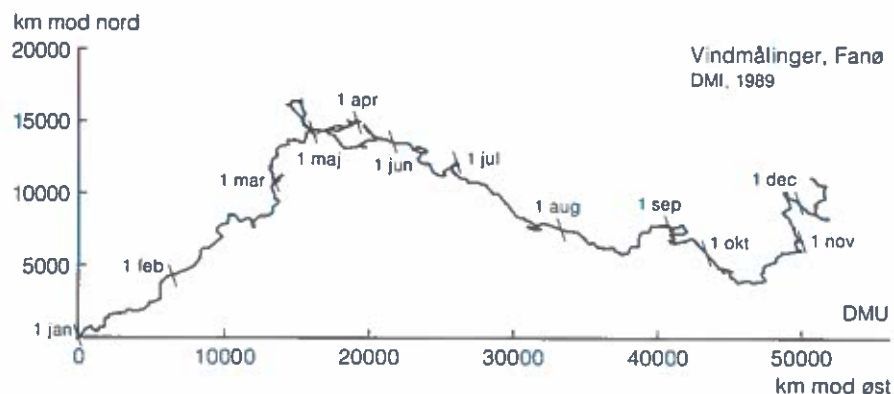 km mod nord
20000
Vindmålinger, Fanø
DMI, 1989
15000
1 apr
1 maj
1 jun
1 jul
10000
1 mar
1 dec
1 aug
1 sep
1 okt
1 nov
5000
1 feb
1 jan
DMU
0
0
10000
20000
30000
40000
50000
km mod øst